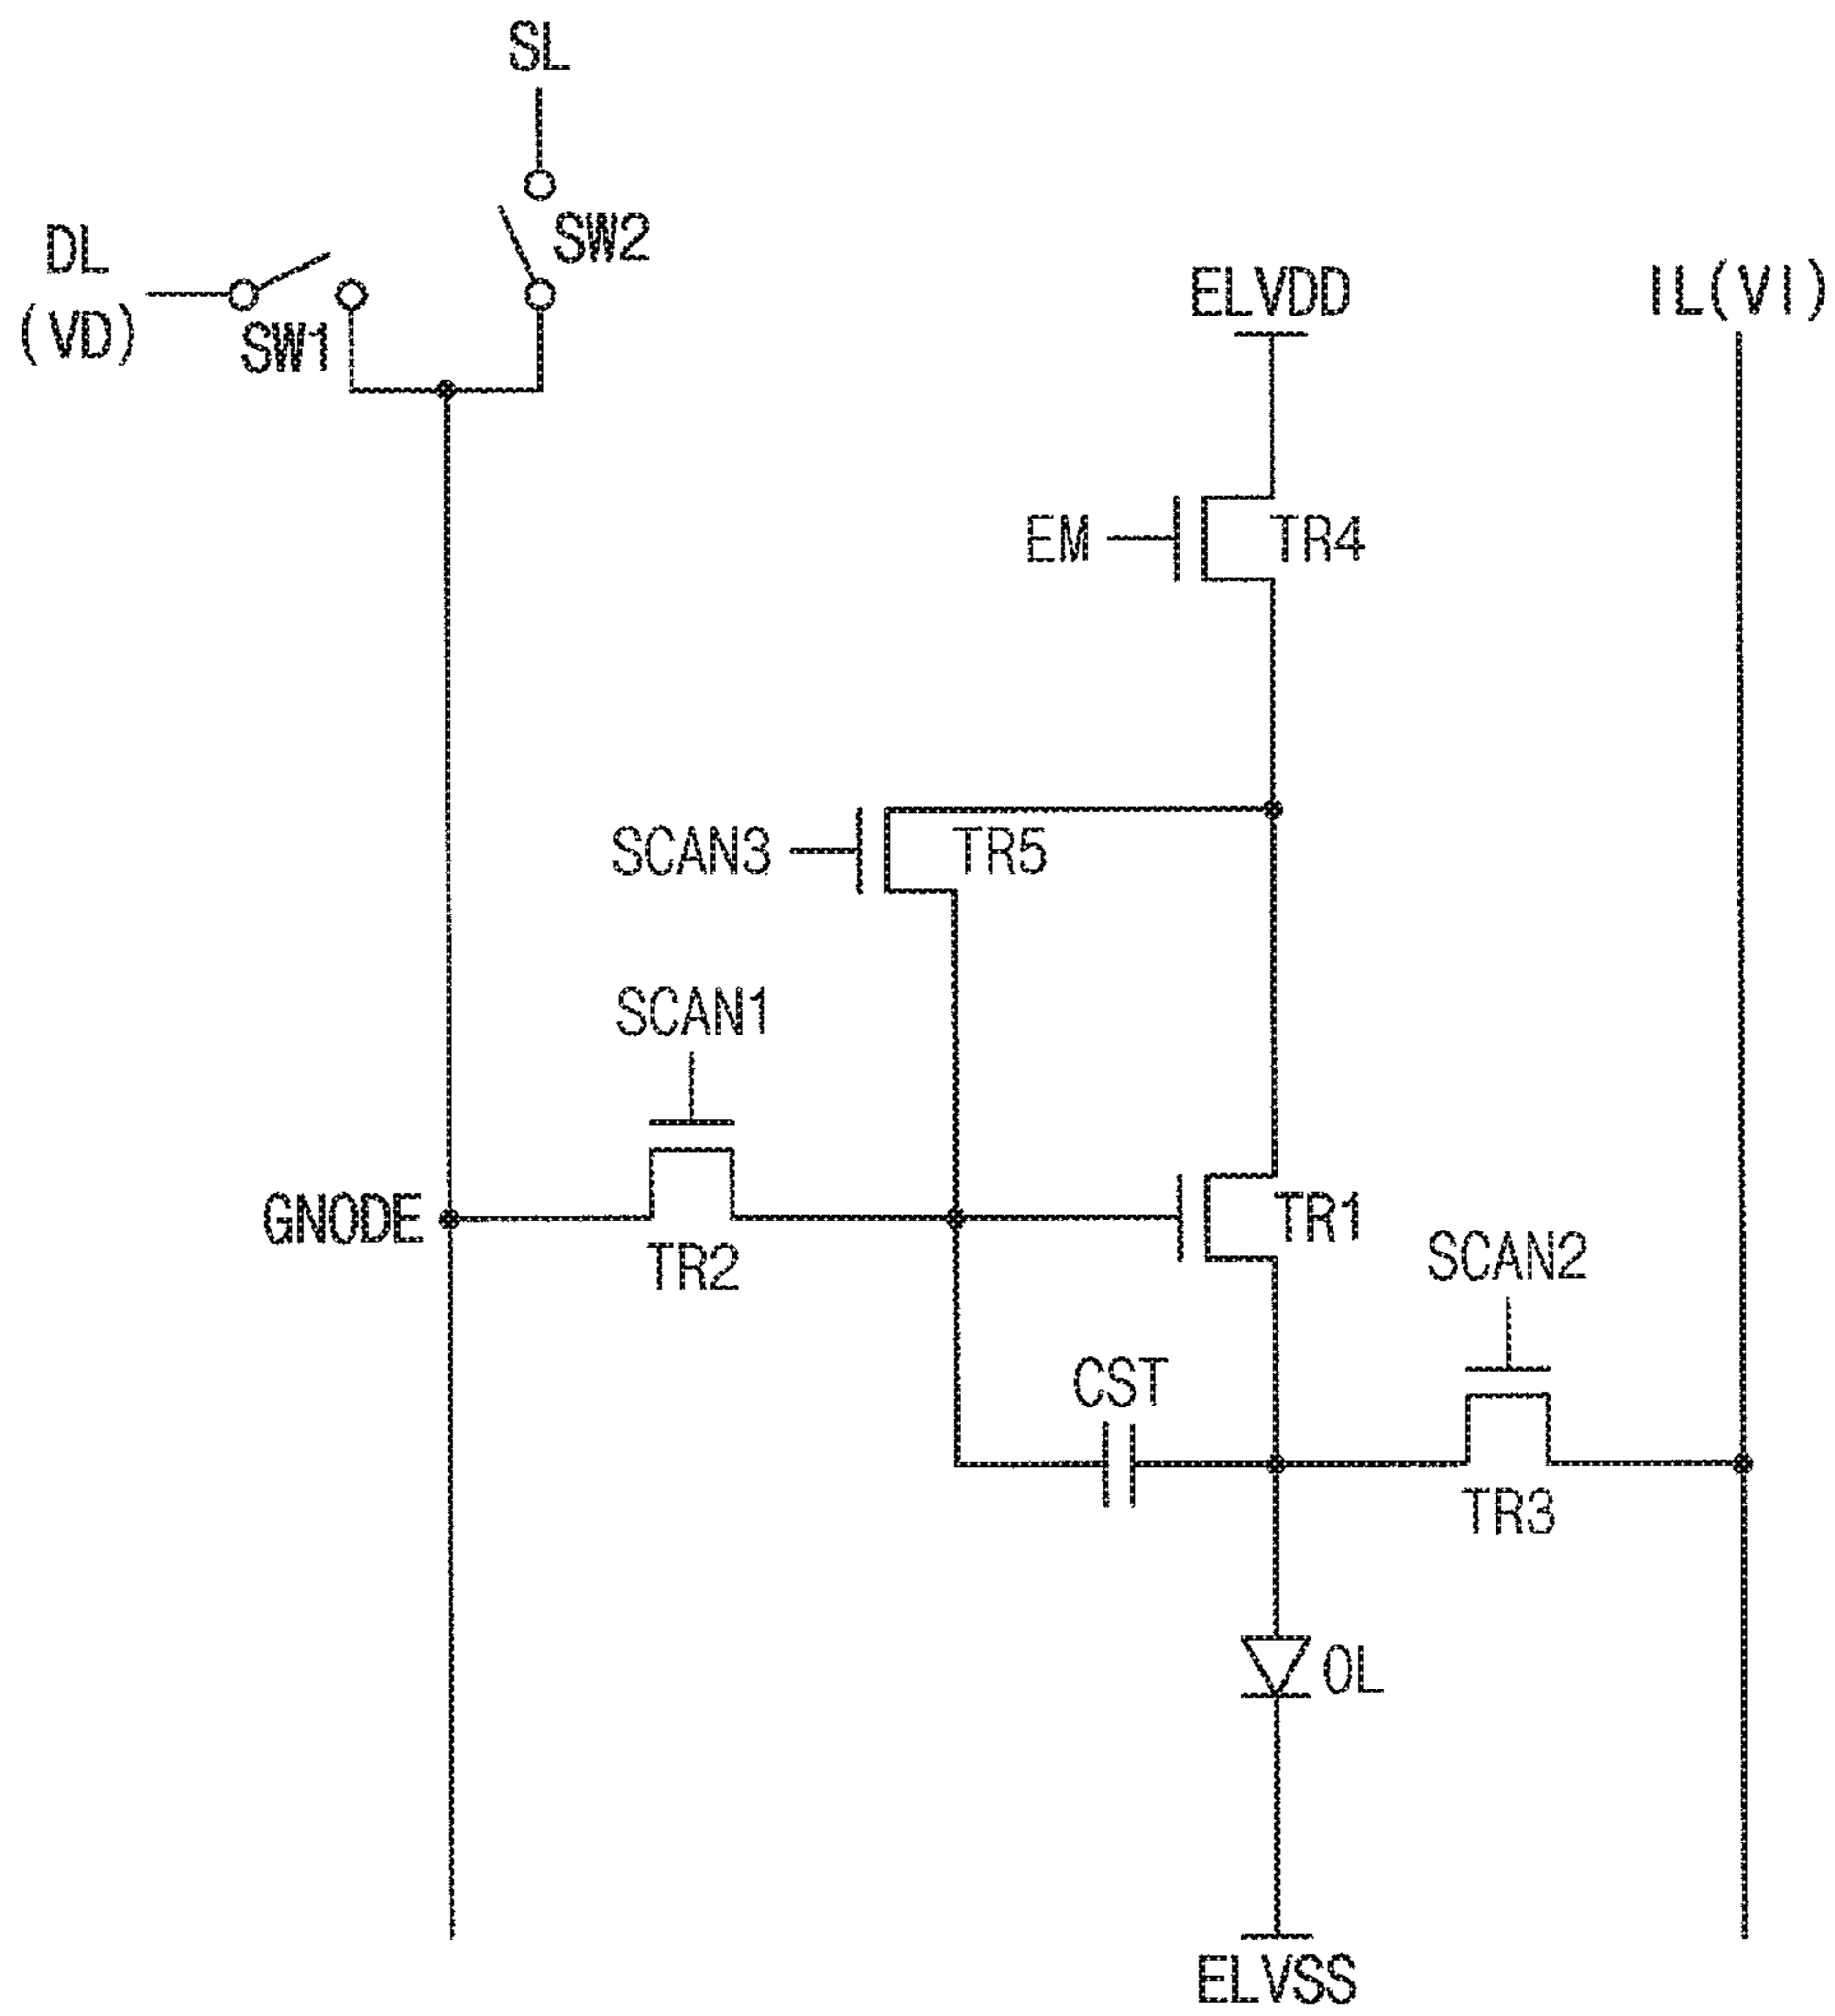 SL
SW2
DL
(VD)
SW1
ELVDD
IL(VI)
EM
TR4
SCAN3
TR5
SCAN1
GNODE
TR2
TR1
SCAN2
CST
TR3
OL
ELVSS